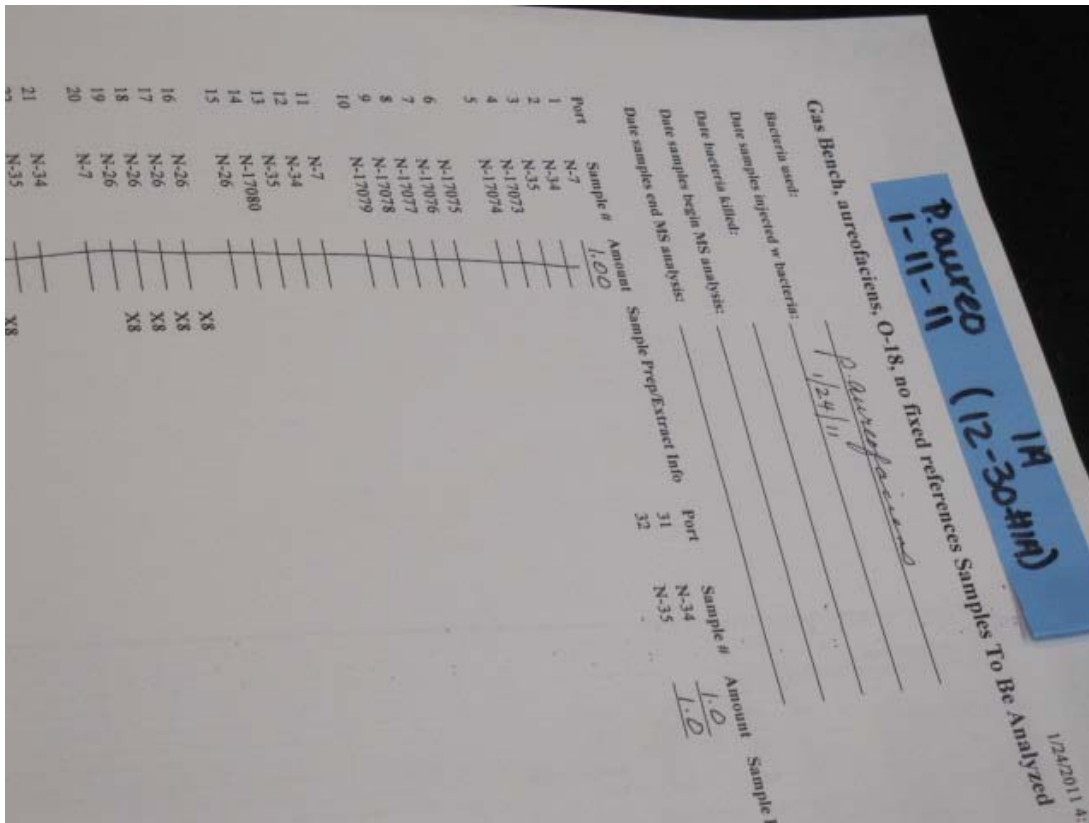 P. aureo 1A
1-11-11 (12-30#1A)
1/24/2011 4:
Gas Bench, aureofaciens, O-18, no fixed references Samples To Be Analyzed
Bacteria used: P. aureofaciens
Date samples injected w bacteria: 1/24/11
Date bacteria killed:
Date samples begin MS analysis:
Date samples end MS analysis:
Port Sample # Amount Sample Prep/Extract Info Port Sample # Amount Sample
1 N-7 1.00 31 N-34 1.0
2 N-34 32 N-35 1.0
3 N-35
4 N-17073
5 N-17074
6 N-17075
7 N-17076
8 N-17077
9 N-17078
10 N-17079
11 N-7
12 N-34
13 N-35
14 N-17080
15 N-26
16 N-26 X8
17 N-26 X8
18 N-26 X8
19 N-26 X8
20 N-7
21 N-34
22 N-35
X8